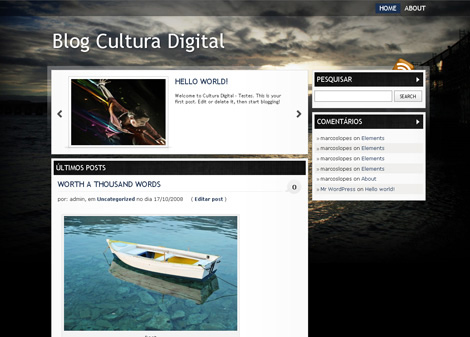 HOME ABOUT
Blog Cultura Digital
HELLO WORLD!
Welcome to Cultura Digital - Testes. This is your
first post. Edit or delete it, then start blogging!
PESQUISAR
SEARCH
COMENTÁRIOS
» marcoslopes on Elements
» marcoslopes on Elements
» marcoslopes on Elements
» marcoslopes on Elements
» marcoslopes on About
» Mr WordPress on Hello world!
ÚLTIMOS POSTS
WORTH A THOUSAND WORDS
0
por: admin, em Uncategorized no dia 17/10/2008 ( Editar post )